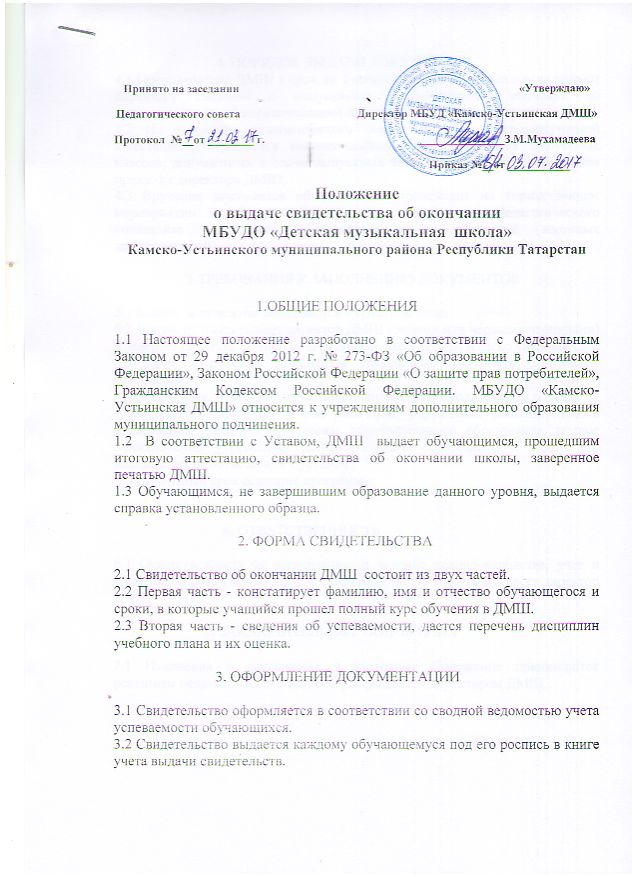 Принято на заседании «Утверждаю»
Педагогического совета Директор МБУД «Камско-Устьинская ДМШ»
Протокол № 7 от 21.03 17 г. З.М.Мухамадеева
Приказ № от 03.07.2017
Положение
о выдаче свидетельства об окончании
МБУДО «Детская музыкальная школа»
Камско-Устьинского муниципального района Республики Татарстан
1.ОБЩИЕ ПОЛОЖЕНИЯ
1.1 Настоящее положение разработано в соответствии с Федеральным
Законом от 29 декабря 2012 г. № 273-ФЗ «Об образовании в Российской
Федерации», Законом Российской Федерации «О защите прав потребителей»,
Гражданским Кодексом Российской Федерации. МБУДО «Камско-
Устьинская ДМШ» относится к учреждениям дополнительного образования
муниципального подчинения.
1.2 В соответствии с Уставом, ДМШ выдает обучающимся, прошедшим
итоговую аттестацию, свидетельства об окончании школы, заверенное
печатью ДМШ.
1.3 Обучающимся, не завершившим образование данного уровня, выдается
справка установленного образца.
2. ФОРМА СВИДЕТЕЛЬСТВА
2.1 Свидетельство об окончании ДМШ состоит из двух частей.
2.2 Первая часть - констатирует фамилию, имя и отчество обучающегося и
сроки, в которые учащийся прошел полный курс обучения в ДМШ.
2.3 Вторая часть - сведения об успеваемости, дается перечень дисциплин
учебного плана и их оценка.
3. ОФОРМЛЕНИЕ ДОКУМЕНТАЦИИ
3.1 Свидетельство оформляется в соответствии со сводной ведомостью учета
успеваемости обучающихся.
3.2 Свидетельство выдается каждому обучающемуся под его роспись в книге
учета выдачи свидетельств.